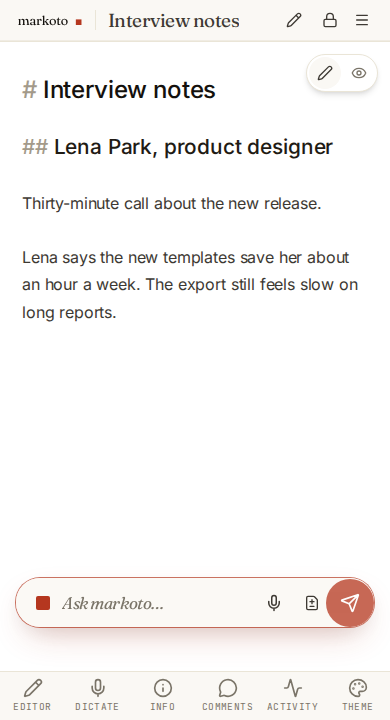 markoto
Interview notes
# Interview notes
## Lena Park, product designer
Thirty-minute call about the new release.
Lena says the new templates save her about
an hour a week. The export still feels slow on
long reports.
Ask markoto...
EDITOR DICTATE INFO COMMENTS ACTIVITY THEME